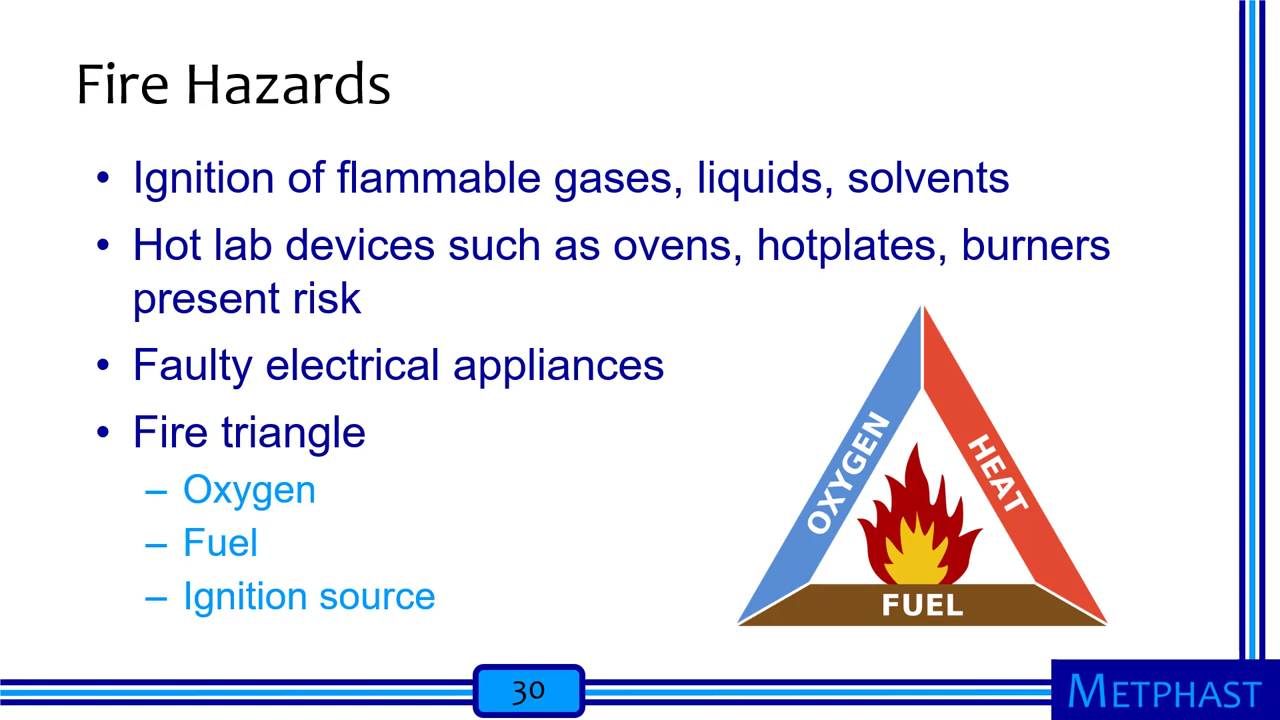 Fire Hazards
• Ignition of flammable gases, liquids, solvents
• Hot lab devices such as ovens, hotplates, burners
present risk
• Faulty electrical appliances
• Fire triangle
– Oxygen
– Fuel
– Ignition source
OXYGEN
HEAT
FUEL
30
METPHAST